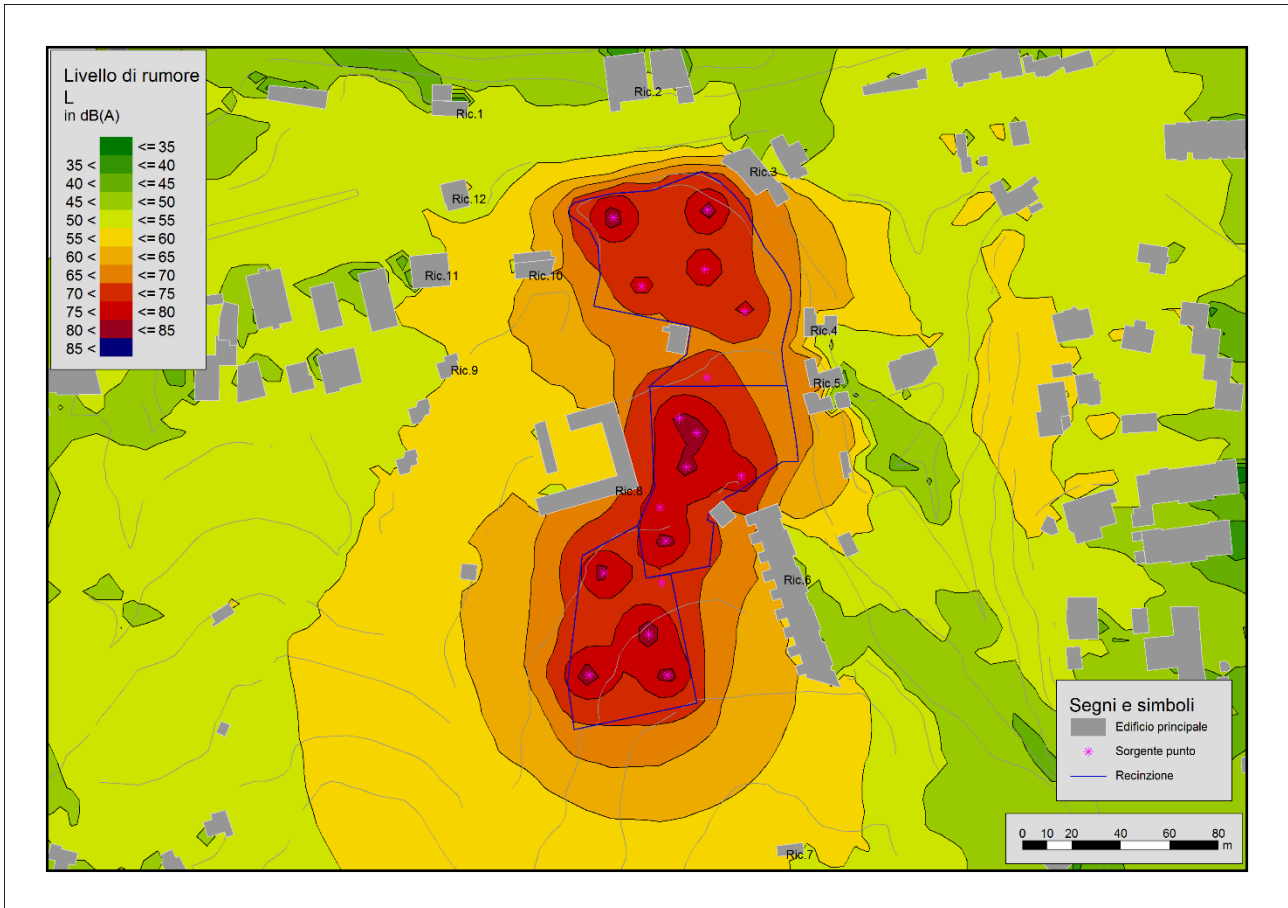 Livello di rumore
L
in dB(A)
<= 35
35 < <= 40
40 < <= 45
45 < <= 50
50 < <= 55
55 < <= 60
60 < <= 65
65 < <= 70
70 < <= 75
75 < <= 80
80 < <= 85
85 <
Ric.1
Ric.2
Ric.3
Ric.12
Ric.11
Ric.10
Ric.4
Ric.9
Ric.5
Ric.8
Ric.6
Ric.7
Segni e simboli
Edificio principale
Sorgente punto
Recinzione
0 10 20 40 60 80
m